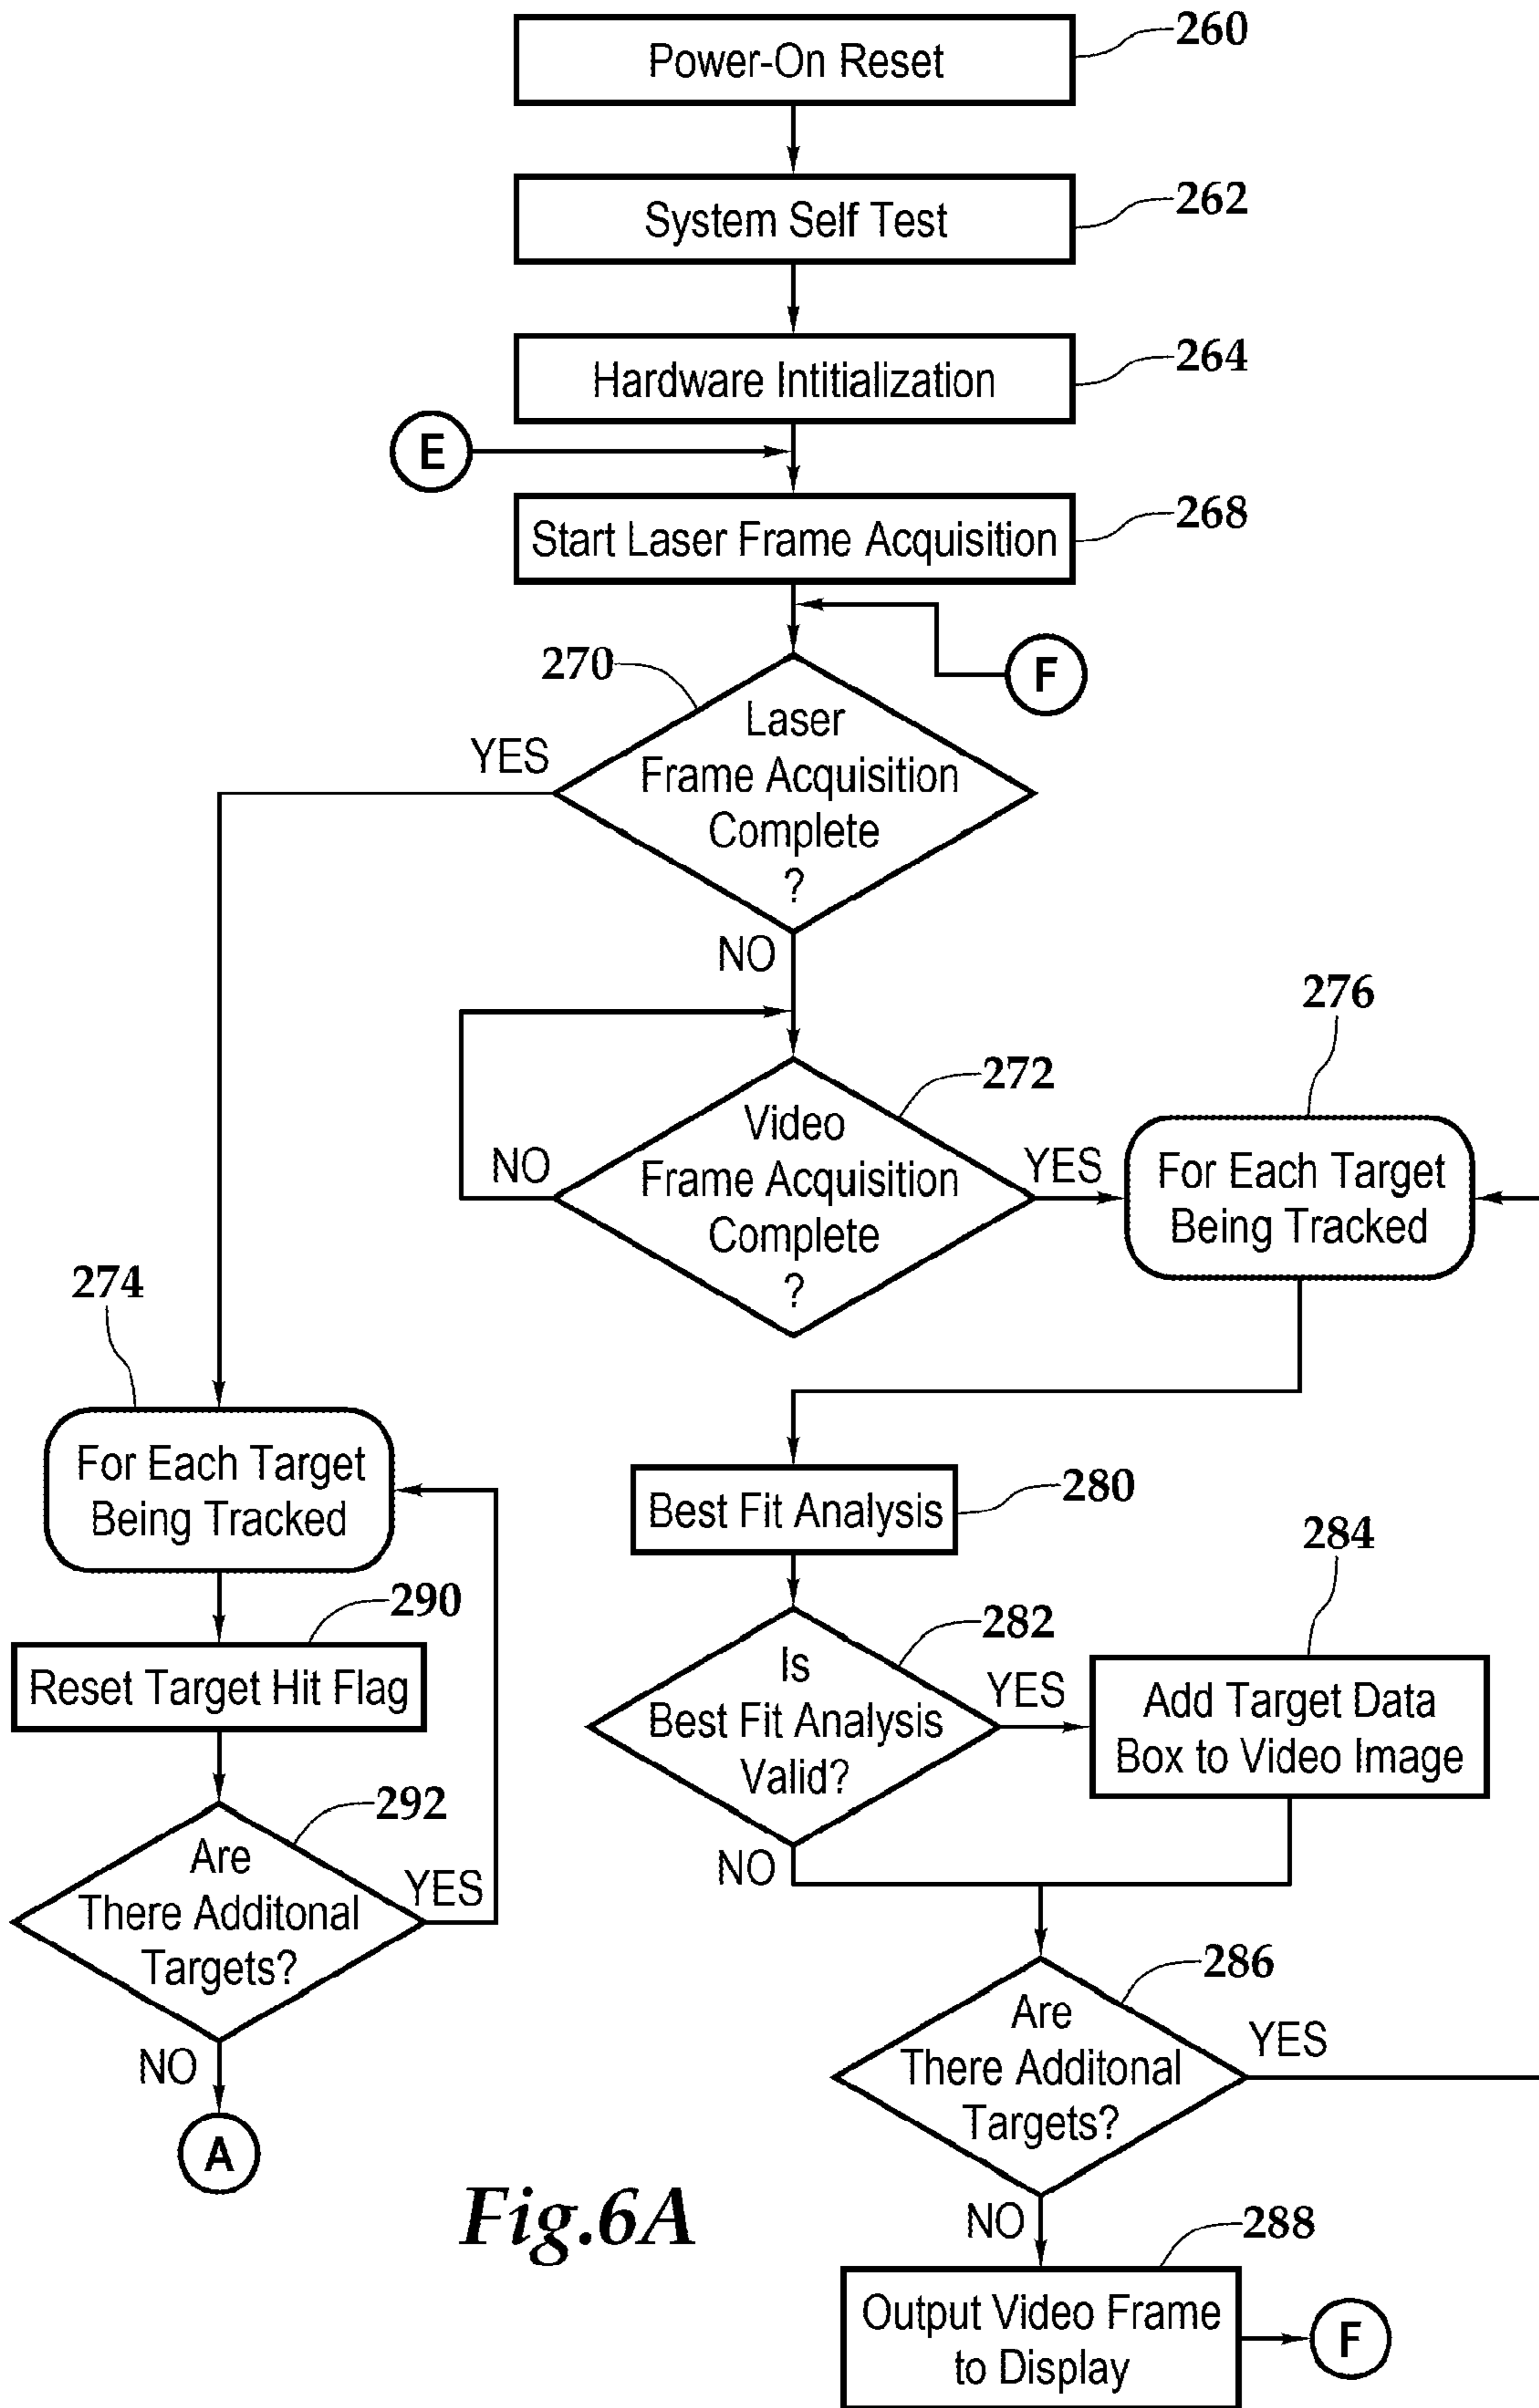 Power-On Reset
260
System Self Test
262
Hardware Intitialization
264
E
Start Laser Frame Acquisition
268
F
270
Laser
Frame Acquisition
Complete
?
YES
NO
272
Video
Frame Acquisition
Complete
?
NO
YES
276
For Each Target
Being Tracked
274
For Each Target
Being Tracked
280
Best Fit Analysis
290
Reset Target Hit Flag
282
Is
Best Fit Analysis
Valid?
YES
NO
284
Add Target Data
Box to Video Image
292
Are
There Additonal
Targets?
YES
NO
A
286
Are
There Additonal
Targets?
YES
NO
288
Output Video Frame
to Display
F
Fig.6A